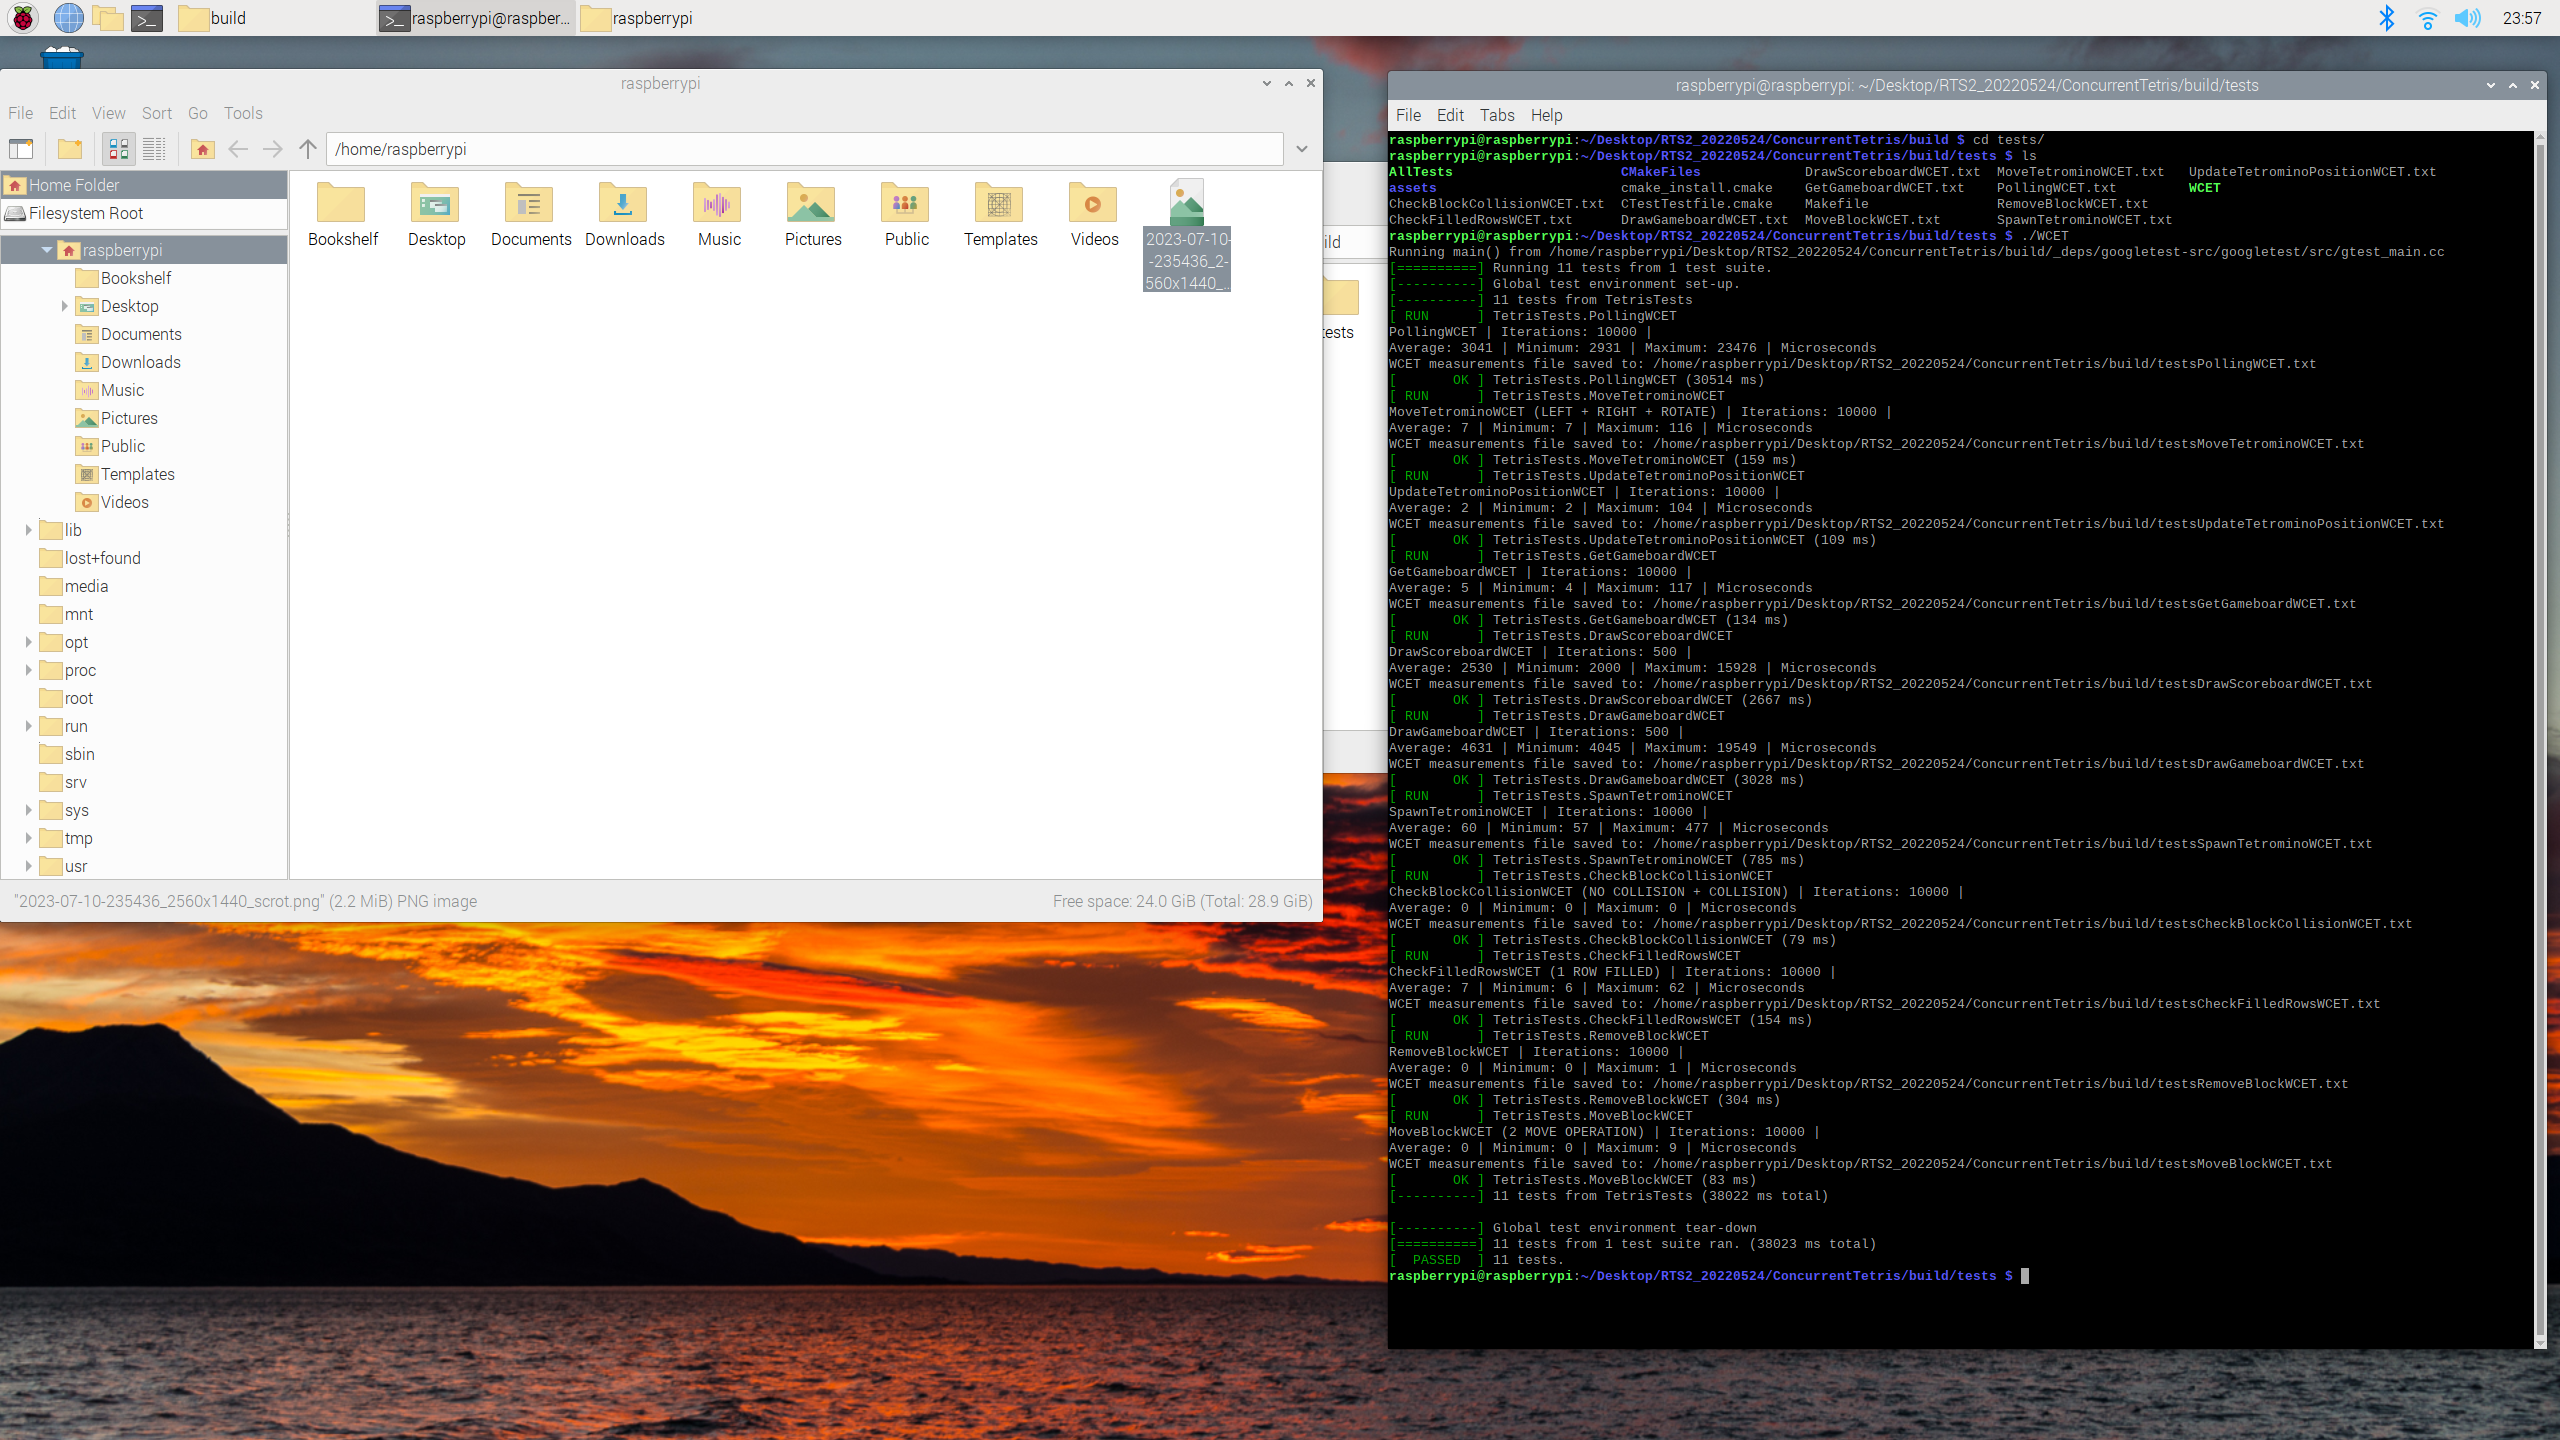 build
raspberrypi@raspber...
raspberrypi
23:57
raspberrypi
File Edit View Sort Go Tools
/home/raspberrypi
Home Folder
Filesystem Root
raspberrypi
Bookshelf
Desktop
Documents
Downloads
Music
Pictures
Public
Templates
Videos
lib
lost+found
media
mnt
opt
proc
root
run
sbin
srv
sys
tmp
usr
Bookshelf Desktop Documents Downloads Music Pictures Public Templates Videos
2023-07-10-
-235436_2-
560x1440_...
"2023-07-10-235436_2560x1440_scrot.png" (2.2 MiB) PNG image
Free space: 24.0 GiB (Total: 28.9 GiB)
ild
tests
raspberrypi@raspberrypi: ~/Desktop/RTS2_20220524/ConcurrentTetris/build/tests
File Edit Tabs Help
raspberrypi@raspberrypi:~/Desktop/RTS2_20220524/ConcurrentTetris/build $ cd tests/
raspberrypi@raspberrypi:~/Desktop/RTS2_20220524/ConcurrentTetris/build/tests $ ls
AllTests CMakeFiles DrawScoreboardWCET.txt MoveTetrominoWCET.txt UpdateTetrominoPositionWCET.txt
assets cmake_install.cmake GetGameboardWCET.txt PollingWCET.txt WCET
CheckBlockCollisionWCET.txt CTestTestfile.cmake Makefile RemoveBlockWCET.txt
CheckFilledRowsWCET.txt DrawGameboardWCET.txt MoveBlockWCET.txt SpawnTetrominoWCET.txt
raspberrypi@raspberrypi:~/Desktop/RTS2_20220524/ConcurrentTetris/build/tests $ ./WCET
Running main() from /home/raspberrypi/Desktop/RTS2_20220524/ConcurrentTetris/build/_deps/googletest-src/googletest/src/gtest_main.cc
[==========] Running 11 tests from 1 test suite.
[----------] Global test environment set-up.
[----------] 11 tests from TetrisTests
[ RUN      ] TetrisTests.PollingWCET
PollingWCET | Iterations: 10000 |
Average: 3041 | Minimum: 2931 | Maximum: 23476 | Microseconds
WCET measurements file saved to: /home/raspberrypi/Desktop/RTS2_20220524/ConcurrentTetris/build/testsPollingWCET.txt
[       OK ] TetrisTests.PollingWCET (30514 ms)
[ RUN      ] TetrisTests.MoveTetrominoWCET
MoveTetrominoWCET (LEFT + RIGHT + ROTATE) | Iterations: 10000 |
Average: 7 | Minimum: 7 | Maximum: 116 | Microseconds
WCET measurements file saved to: /home/raspberrypi/Desktop/RTS2_20220524/ConcurrentTetris/build/testsMoveTetrominoWCET.txt
[       OK ] TetrisTests.MoveTetrominoWCET (159 ms)
[ RUN      ] TetrisTests.UpdateTetrominoPositionWCET
UpdateTetrominoPositionWCET | Iterations: 10000 |
Average: 2 | Minimum: 2 | Maximum: 104 | Microseconds
WCET measurements file saved to: /home/raspberrypi/Desktop/RTS2_20220524/ConcurrentTetris/build/testsUpdateTetrominoPositionWCET.txt
[       OK ] TetrisTests.UpdateTetrominoPositionWCET (109 ms)
[ RUN      ] TetrisTests.GetGameboardWCET
GetGameboardWCET | Iterations: 10000 |
Average: 5 | Minimum: 4 | Maximum: 117 | Microseconds
WCET measurements file saved to: /home/raspberrypi/Desktop/RTS2_20220524/ConcurrentTetris/build/testsGetGameboardWCET.txt
[       OK ] TetrisTests.GetGameboardWCET (134 ms)
[ RUN      ] TetrisTests.DrawScoreboardWCET
DrawScoreboardWCET | Iterations: 500 |
Average: 2530 | Minimum: 2000 | Maximum: 15928 | Microseconds
WCET measurements file saved to: /home/raspberrypi/Desktop/RTS2_20220524/ConcurrentTetris/build/testsDrawScoreboardWCET.txt
[       OK ] TetrisTests.DrawScoreboardWCET (2667 ms)
[ RUN      ] TetrisTests.DrawGameboardWCET
DrawGameboardWCET | Iterations: 500 |
Average: 4631 | Minimum: 4045 | Maximum: 19549 | Microseconds
WCET measurements file saved to: /home/raspberrypi/Desktop/RTS2_20220524/ConcurrentTetris/build/testsDrawGameboardWCET.txt
[       OK ] TetrisTests.DrawGameboardWCET (3028 ms)
[ RUN      ] TetrisTests.SpawnTetrominoWCET
SpawnTetrominoWCET | Iterations: 10000 |
Average: 60 | Minimum: 57 | Maximum: 477 | Microseconds
WCET measurements file saved to: /home/raspberrypi/Desktop/RTS2_20220524/ConcurrentTetris/build/testsSpawnTetrominoWCET.txt
[       OK ] TetrisTests.SpawnTetrominoWCET (785 ms)
[ RUN      ] TetrisTests.CheckBlockCollisionWCET
CheckBlockCollisionWCET (NO COLLISION + COLLISION) | Iterations: 10000 |
Average: 0 | Minimum: 0 | Maximum: 0 | Microseconds
WCET measurements file saved to: /home/raspberrypi/Desktop/RTS2_20220524/ConcurrentTetris/build/testsCheckBlockCollisionWCET.txt
[       OK ] TetrisTests.CheckBlockCollisionWCET (79 ms)
[ RUN      ] TetrisTests.CheckFilledRowsWCET
CheckFilledRowsWCET (1 ROW FILLED) | Iterations: 10000 |
Average: 7 | Minimum: 6 | Maximum: 62 | Microseconds
WCET measurements file saved to: /home/raspberrypi/Desktop/RTS2_20220524/ConcurrentTetris/build/testsCheckFilledRowsWCET.txt
[       OK ] TetrisTests.CheckFilledRowsWCET (154 ms)
[ RUN      ] TetrisTests.RemoveBlockWCET
RemoveBlockWCET | Iterations: 10000 |
Average: 0 | Minimum: 0 | Maximum: 1 | Microseconds
WCET measurements file saved to: /home/raspberrypi/Desktop/RTS2_20220524/ConcurrentTetris/build/testsRemoveBlockWCET.txt
[       OK ] TetrisTests.RemoveBlockWCET (304 ms)
[ RUN      ] TetrisTests.MoveBlockWCET
MoveBlockWCET (2 MOVE OPERATION) | Iterations: 10000 |
Average: 0 | Minimum: 0 | Maximum: 9 | Microseconds
WCET measurements file saved to: /home/raspberrypi/Desktop/RTS2_20220524/ConcurrentTetris/build/testsMoveBlockWCET.txt
[       OK ] TetrisTests.MoveBlockWCET (83 ms)
[----------] 11 tests from TetrisTests (38022 ms total)
[----------] Global test environment tear-down
[==========] 11 tests from 1 test suite ran. (38023 ms total)
[  PASSED  ] 11 tests.
raspberrypi@raspberrypi:~/Desktop/RTS2_20220524/ConcurrentTetris/build/tests $